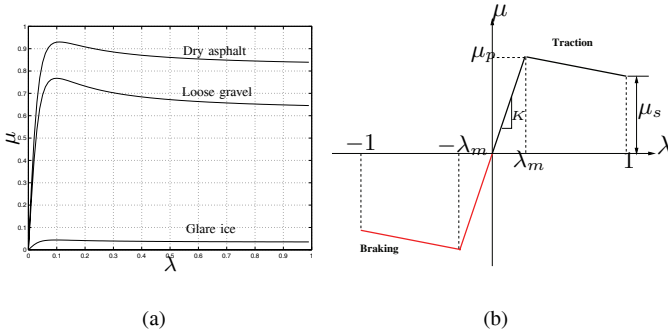 1
0.9
0.8
0.7
0.6
0.5
0.4
0.3
0.2
0.1
0
μ
Dry asphalt
Loose gravel
Glare ice
0 0.1 0.2 0.3 0.4 0.5 0.6 0.7 0.8 0.9 1
λ
(a)
μ
μp
Traction
K
μs
−1
−λm
λm
1
λ
Braking
(b)